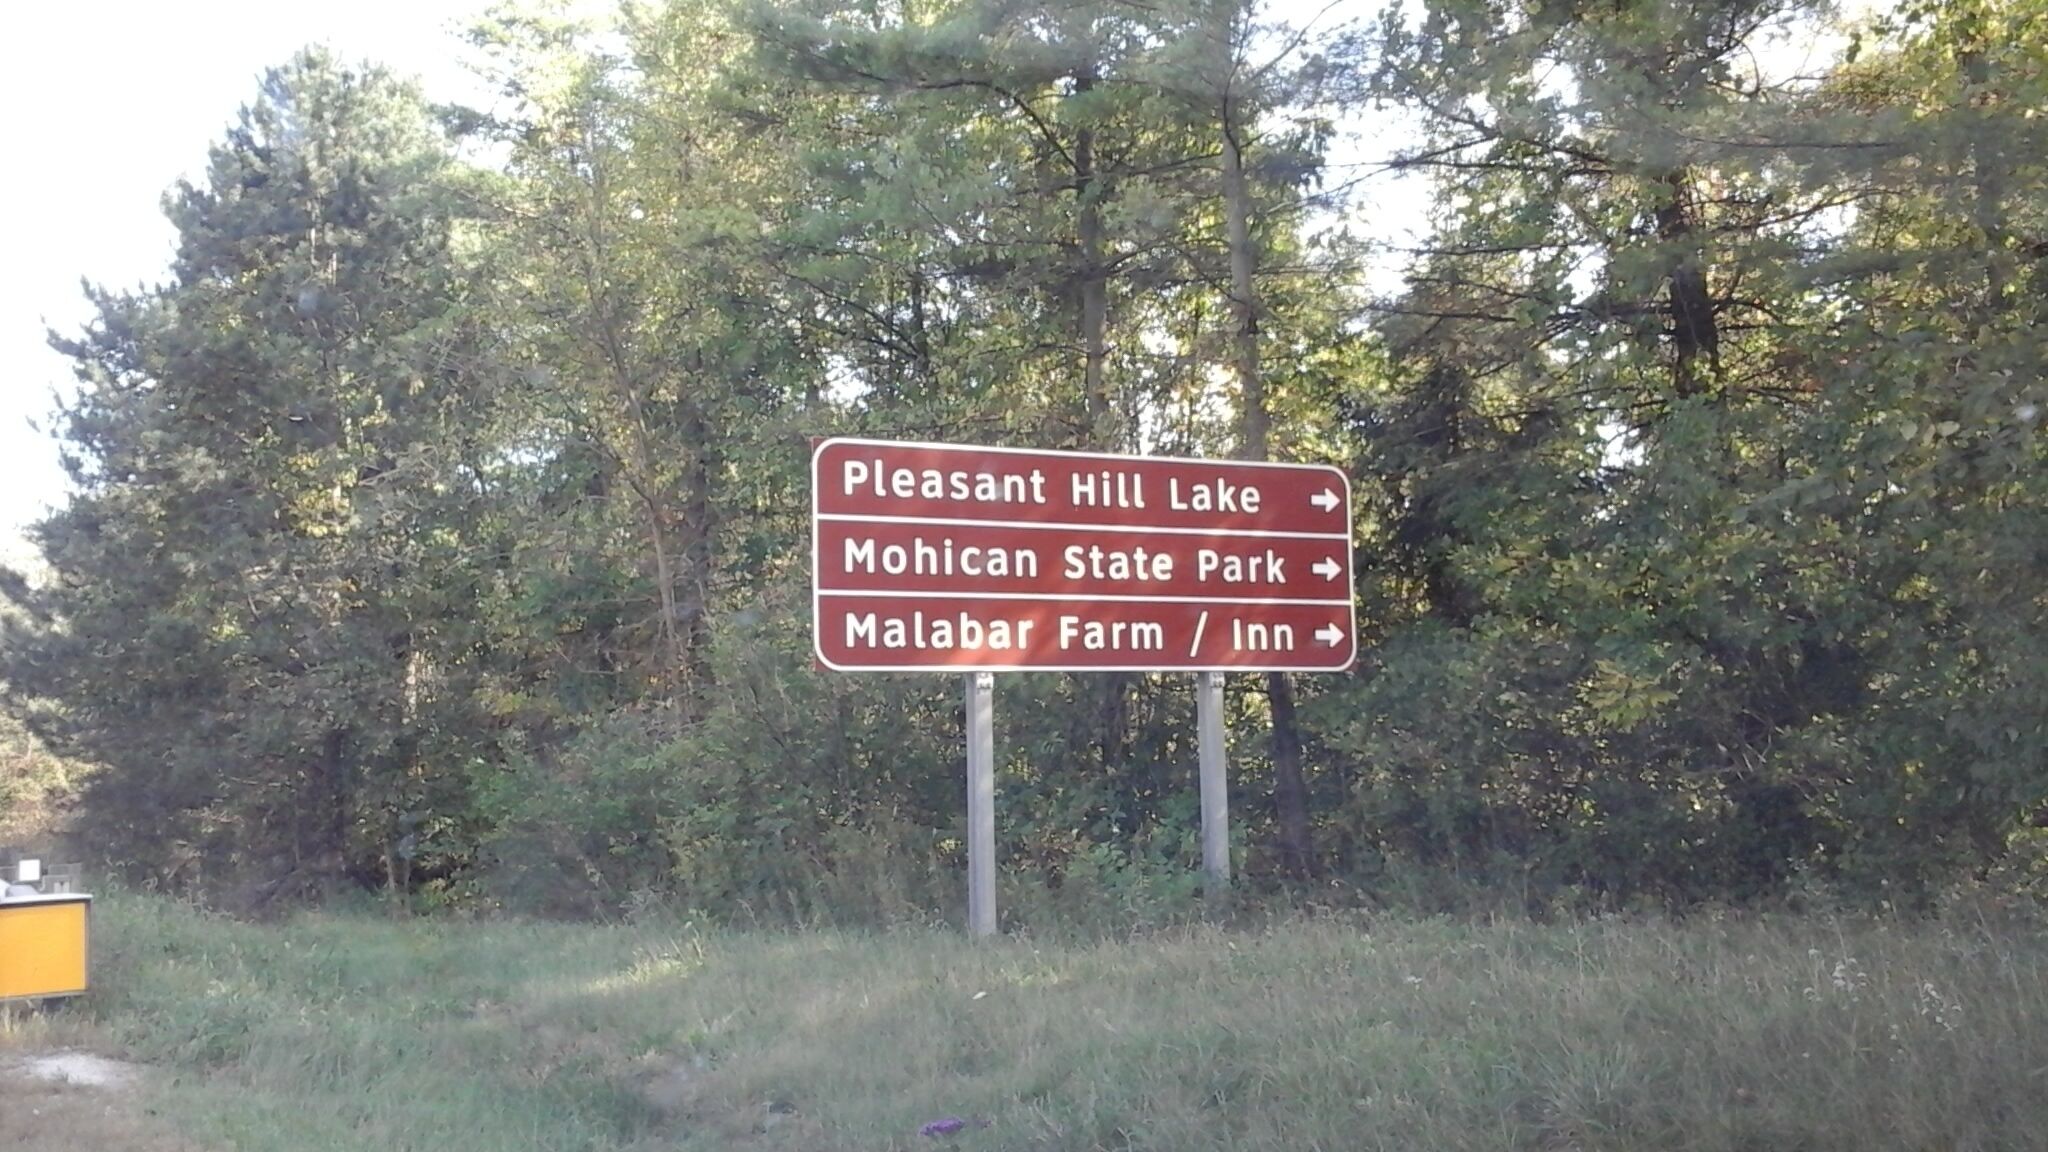 Pleasant Hill Lake →
Mohican State Park →
Malabar Farm / Inn →